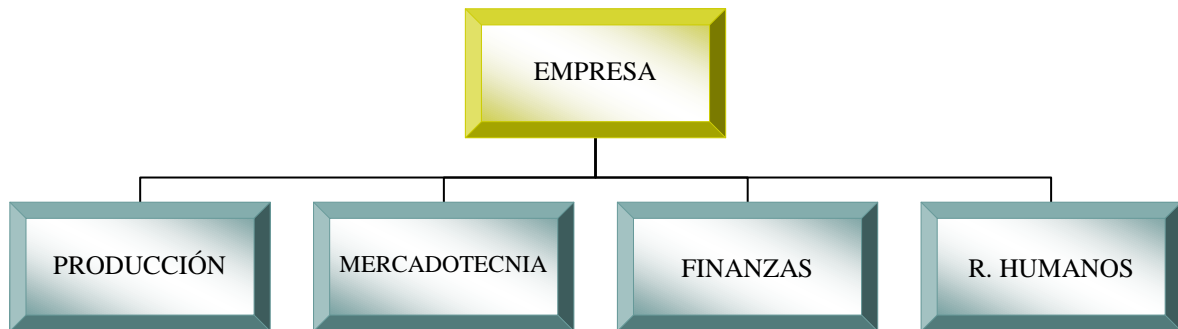 EMPRESA
PRODUCCIÓN
MERCADOTECNIA
FINANZAS
R. HUMANOS